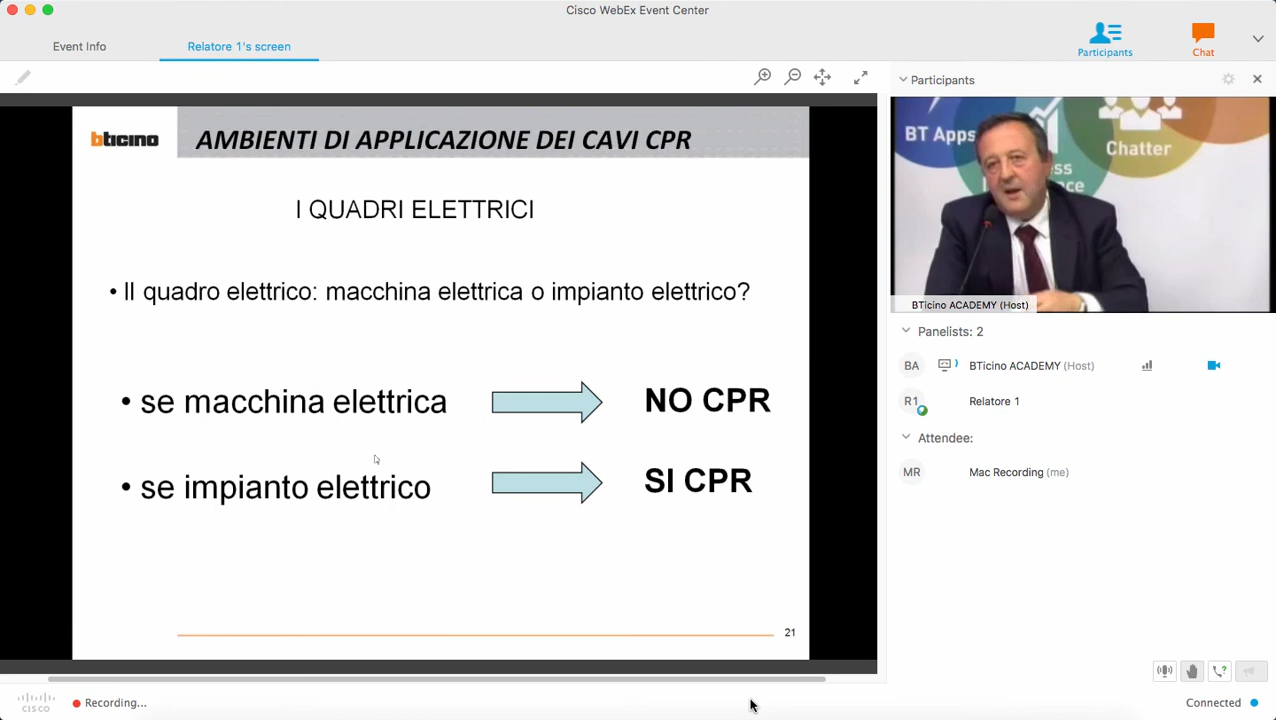 Cisco WebEx Event Center
Event Info
Relatore 1's screen
Participants
Chat
Participants
bticino
AMBIENTI DI APPLICAZIONE DEI CAVI CPR
I QUADRI ELETTRICI
• Il quadro elettrico: macchina elettrica o impianto elettrico?
• se macchina elettrica
NO CPR
• se impianto elettrico
SI CPR
21
BT Apps
Chatter
BTicino ACADEMY (Host)
Panelists: 2
BA
BTicino ACADEMY (Host)
R1
Relatore 1
Attendee:
MR
Mac Recording (me)
CISCO
Recording...
Connected